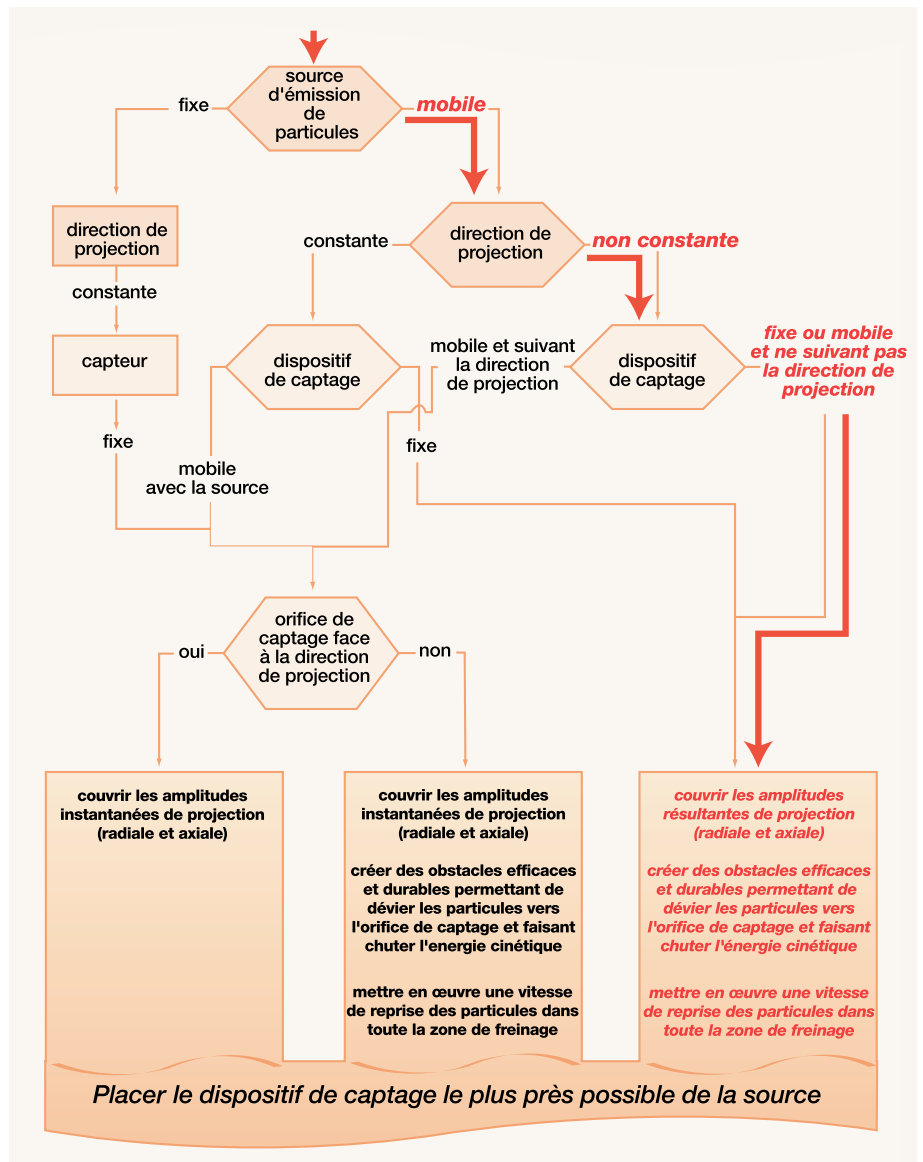 source
d'émission
de
particules
fixe
mobile
direction de
projection
constante
capteur
fixe
direction de
projection
constante
non constante
dispositif
de captage
mobile
avec la source
fixe
dispositif
de captage
mobile et suivant
la direction
de projection
fixe ou mobile
et ne suivant pas
la direction de
projection
orifice de
captage face
à la direction
de projection
oui
non
couvrir les amplitudes
instantanées de projection
(radiale et axiale)
couvrir les amplitudes
instantanées de projection
(radiale et axiale)
créer des obstacles efficaces
et durables permettant de
dévier les particules vers
l'orifice de captage et faisant
chuter l'energie cinétique
mettre en œuvre une vitesse
de reprise des particules dans
toute la zone de freinage
couvrir les amplitudes
résultantes de projection
(radiale et axiale)
créer des obstacles efficaces
et durables permettant de
dévier les particules vers
l'orifice de captage et faisant
chuter l'énergie cinétique
mettre en œuvre une vitesse
de reprise des particules dans
toute la zone de freinage
Placer le dispositif de captage le plus près possible de la source